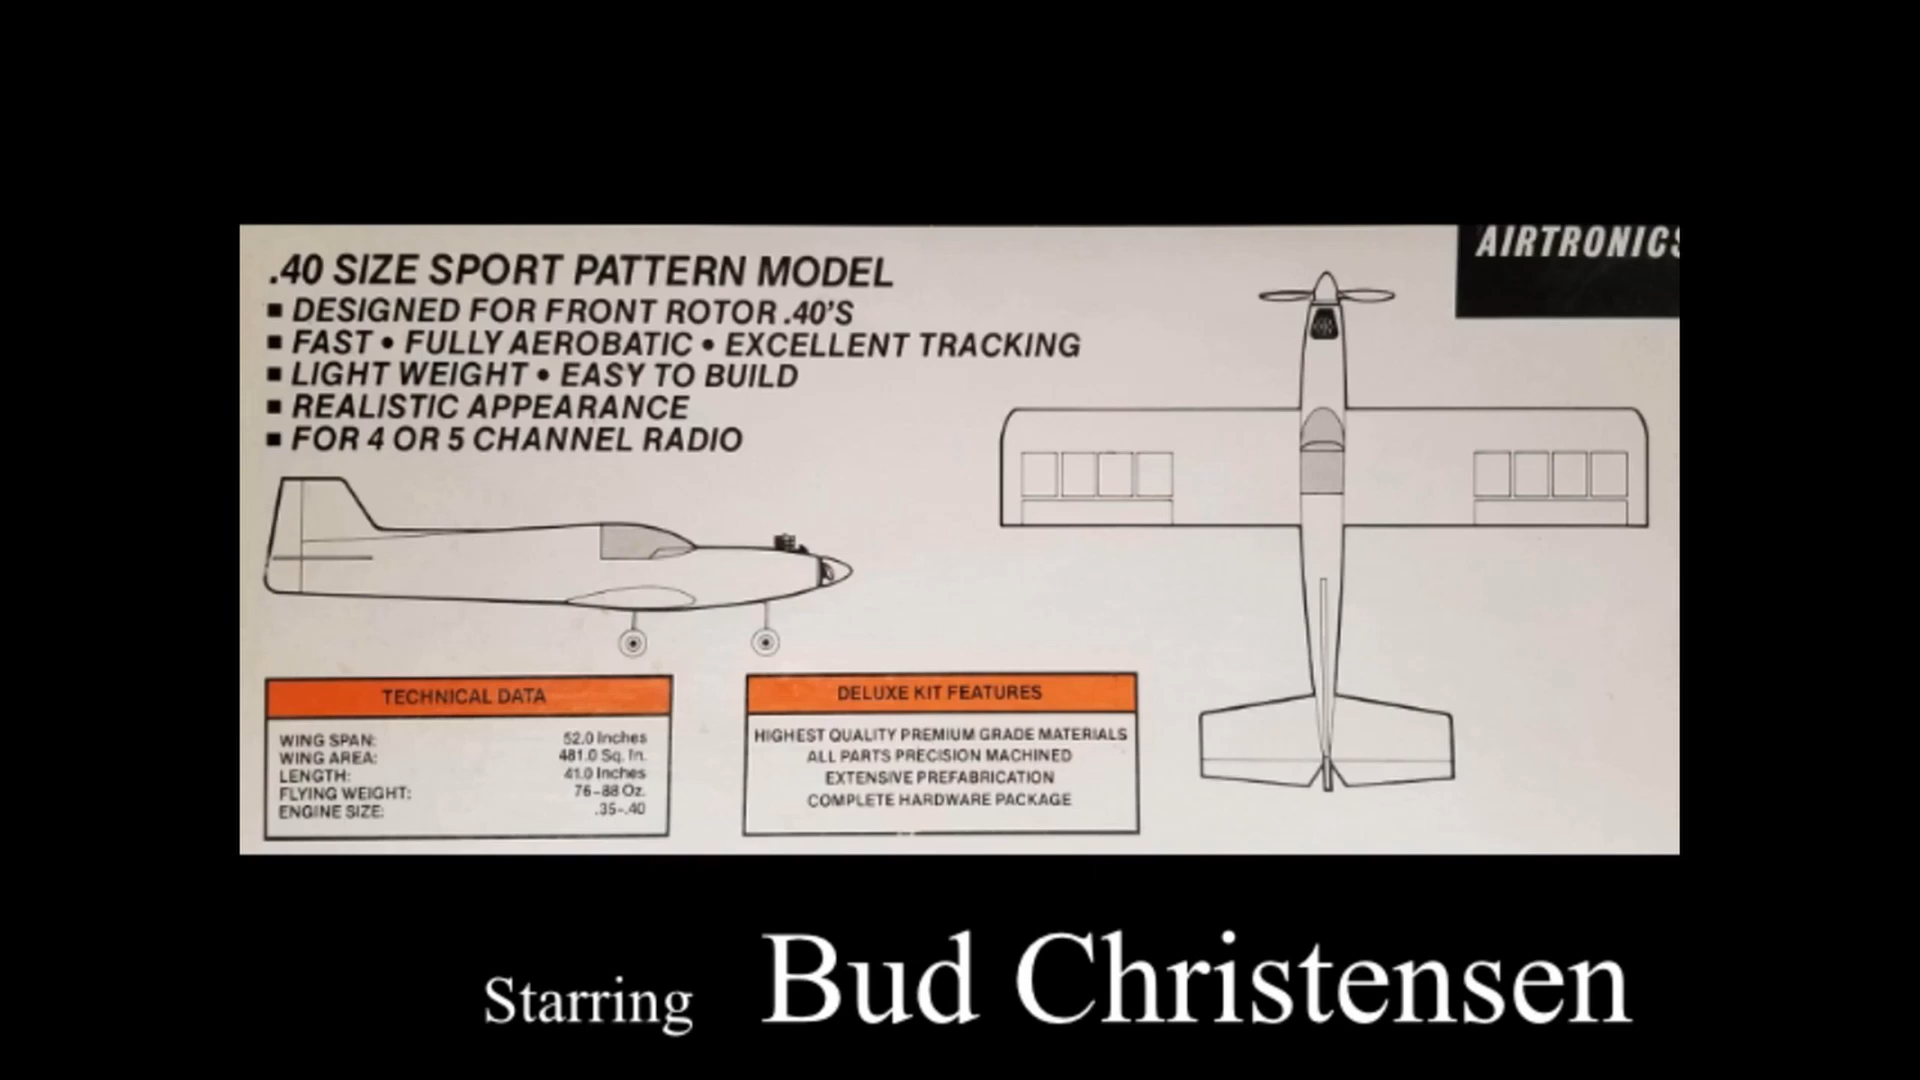 AIRTRONICS
.40 SIZE SPORT PATTERN MODEL
■ DESIGNED FOR FRONT ROTOR .40'S
■ FAST • FULLY AEROBATIC • EXCELLENT TRACKING
■ LIGHT WEIGHT • EASY TO BUILD
■ REALISTIC APPEARANCE
■ FOR 4 OR 5 CHANNEL RADIO
TECHNICAL DATA
WING SPAN: 52.0 Inches
WING AREA: 481.0 Sq. In.
LENGTH: 41.0 Inches
FLYING WEIGHT: 76-88 Oz.
ENGINE SIZE: .35-.40
DELUXE KIT FEATURES
HIGHEST QUALITY PREMIUM GRADE MATERIALS
ALL PARTS PRECISION MACHINED
EXTENSIVE PREFABRICATION
COMPLETE HARDWARE PACKAGE
Starring Bud Christensen